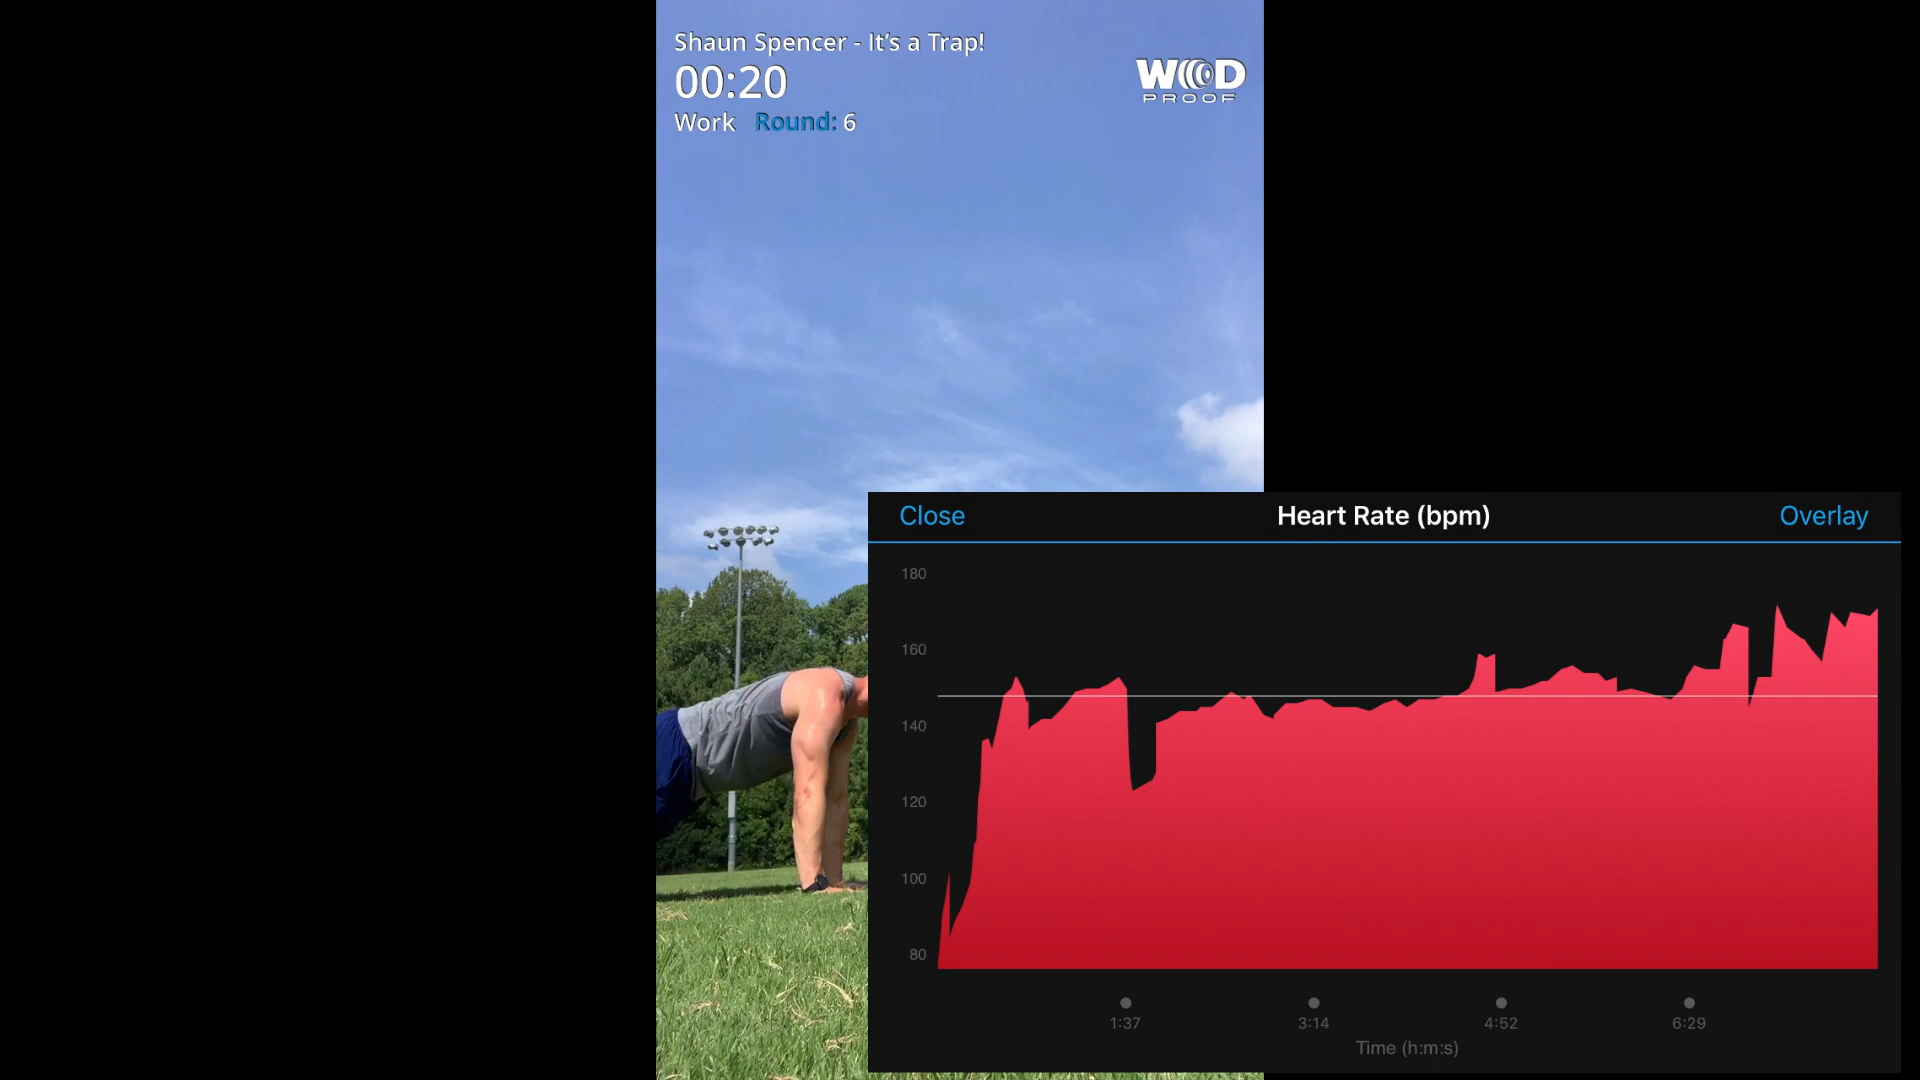 Shaun Spencer - It's a Trap!
00:20
WOD
PROOF
Work Round: 6
Close Heart Rate (bpm) Overlay
180
160
140
120
100
80
1:37 3:14 4:52 6:29
Time (h:m:s)